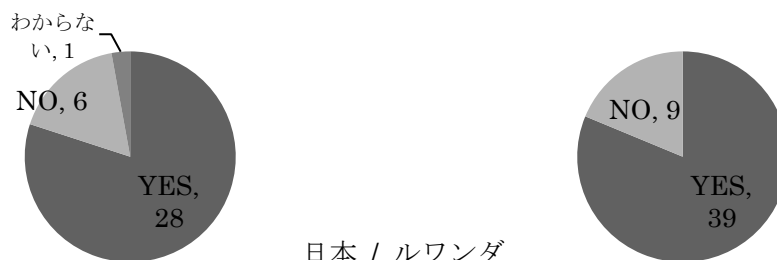 わからな
い, 1
NO, 6
YES,
28
NO, 9
YES,
39
日本 / ルワンダ